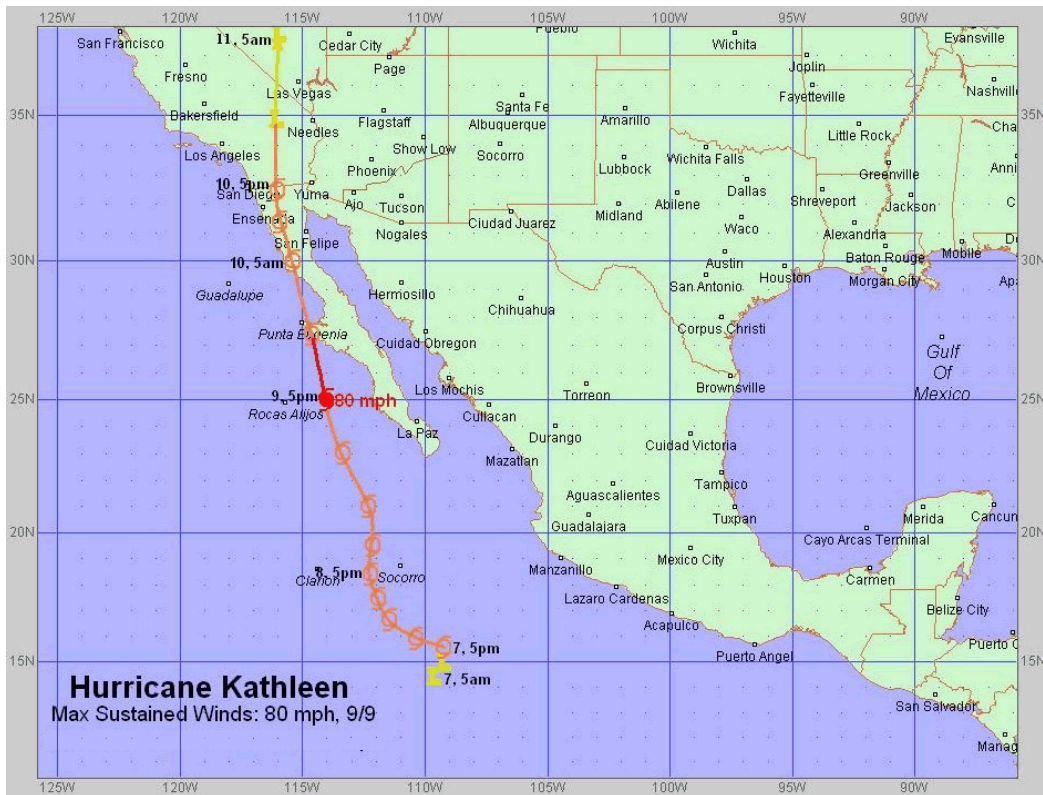 San Francisco
11, 5am
Cedar City
Pueblo
Wichita
Evansville
90W
95W
100W
105W
110W
115W
120W
125W
Fresno
Page
Joplin
Las Vegas
Santa Fe
Fayetteville
Nashville
35N
Bakersfield
Needles
Flagstaff
Albuquerque
Amarillo
35N
Los Angeles
Show Low
Socorro
Little Rock
Phoenix
Lubbock
Wichita Falls
Greenville
10, 5pm
San Diego
Yuma
Ajo
Tucson
Abilene
Dallas
Shreveport
Jackson
Ensenada
Ciudad Juarez
Midland
Nogales
Waco
Alexandria
San Felipe
10, 5am
30N
Austin
Baton Rouge
Mobile
30N
San Antonio
Houston
Morgan City
Guadalupe
Hermosillo
Chihuahua
Punta Eugenia
Cuidad Obregon
Corpus Christi
Gulf
Of
Mexico
Los Mochis
Torreon
Brownsville
25N
9, 5pm
80 mph
25N
Rocas Alijos
Culiacan
La Paz
Durango
Cuidad Victoria
Mazatlan
Tampico
Aguascalientes
20N
Guadalajara
Tuxpan
Merida
Cancun
20N
Cayo Arcas Terminal
Mexico City
Manzanillo
8, 5pm
Clarion
Socorro
Carmen
Lazaro Cardenas
Belize City
Acapulco
15N
7, 5pm
Puerto Angel
Puerto C
15N
7, 5am
Hurricane Kathleen
Max Sustained Winds: 80 mph, 9/9
San Salvador
Manag
125W
120W
115W
110W
105W
100W
95W
90W